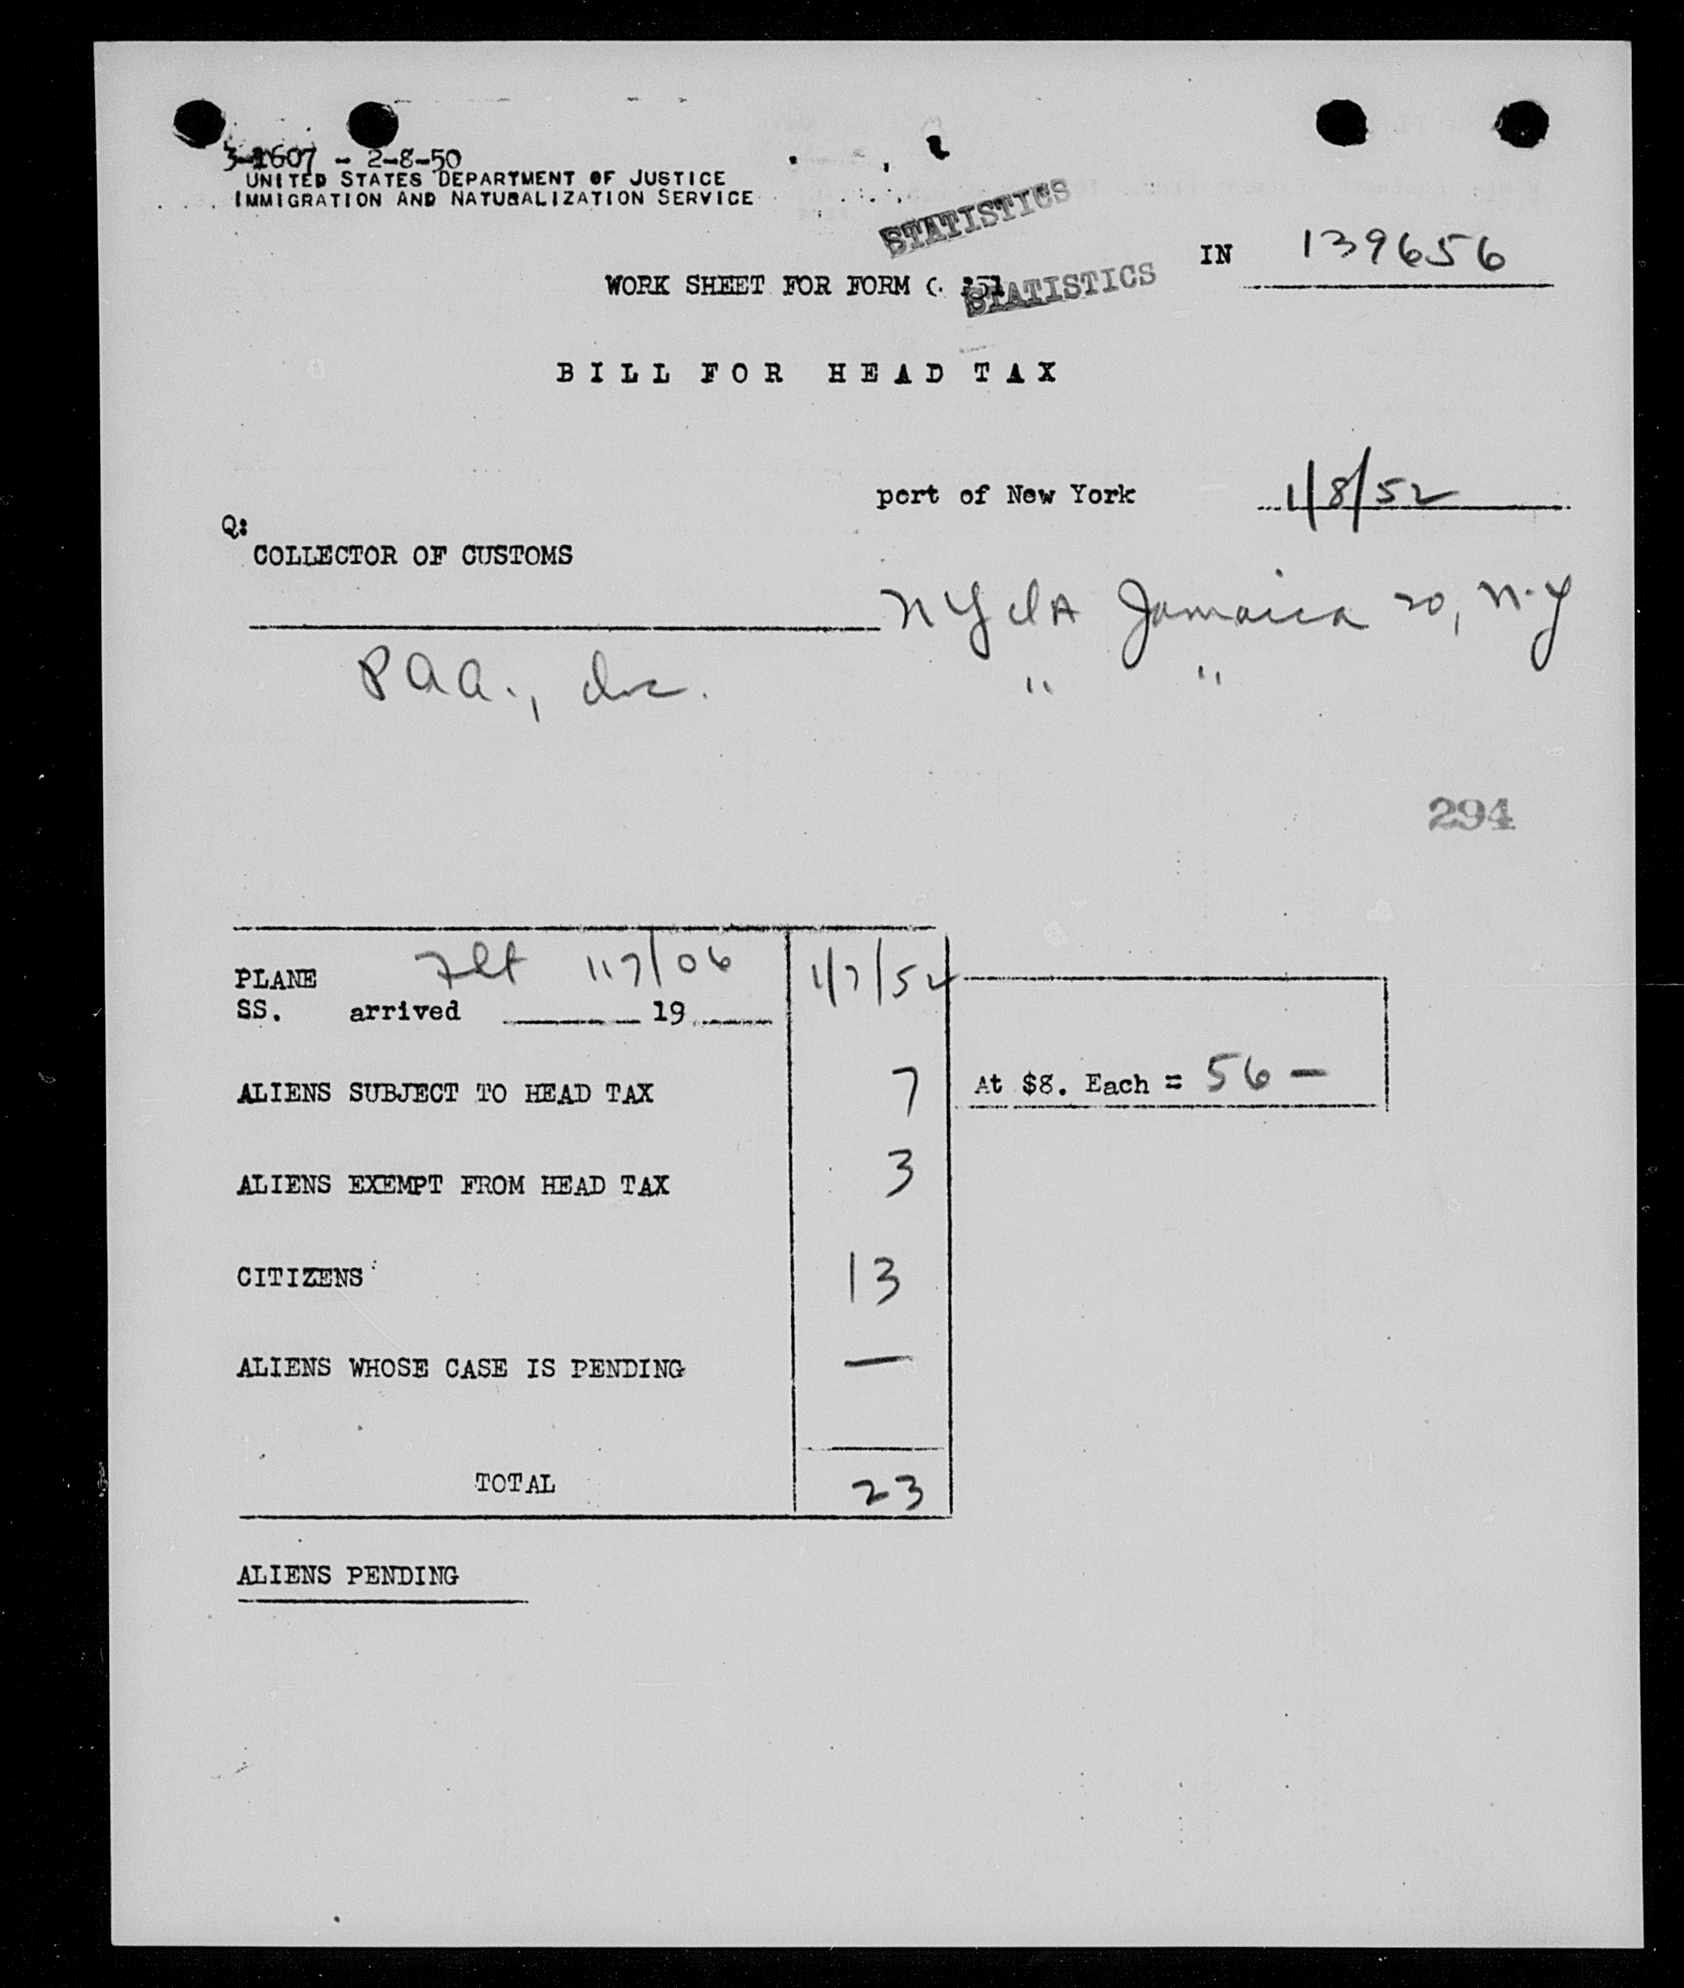 3-1607 - 2-8-50
UNITED STATES DEPARTMENT OF JUSTICE
IMMIGRATION AND NATURALIZATION SERVICE
STATISTICS
IN 139656
WORK SHEET FOR FORM
STATISTICS
BILL FOR HEAD TAX
port of New York 1/8/52
Q:
COLLECTOR OF CUSTOMS
NYIA Jamaica 20, N.Y
PAA., Inc. " "
294
PLANE Flt 117/06 1/7/52
SS. arrived 19
ALIENS SUBJECT TO HEAD TAX 7 At $8. Each = 56 —
ALIENS EXEMPT FROM HEAD TAX 3
CITIZENS 13
ALIENS WHOSE CASE IS PENDING —
TOTAL 23
ALIENS PENDING